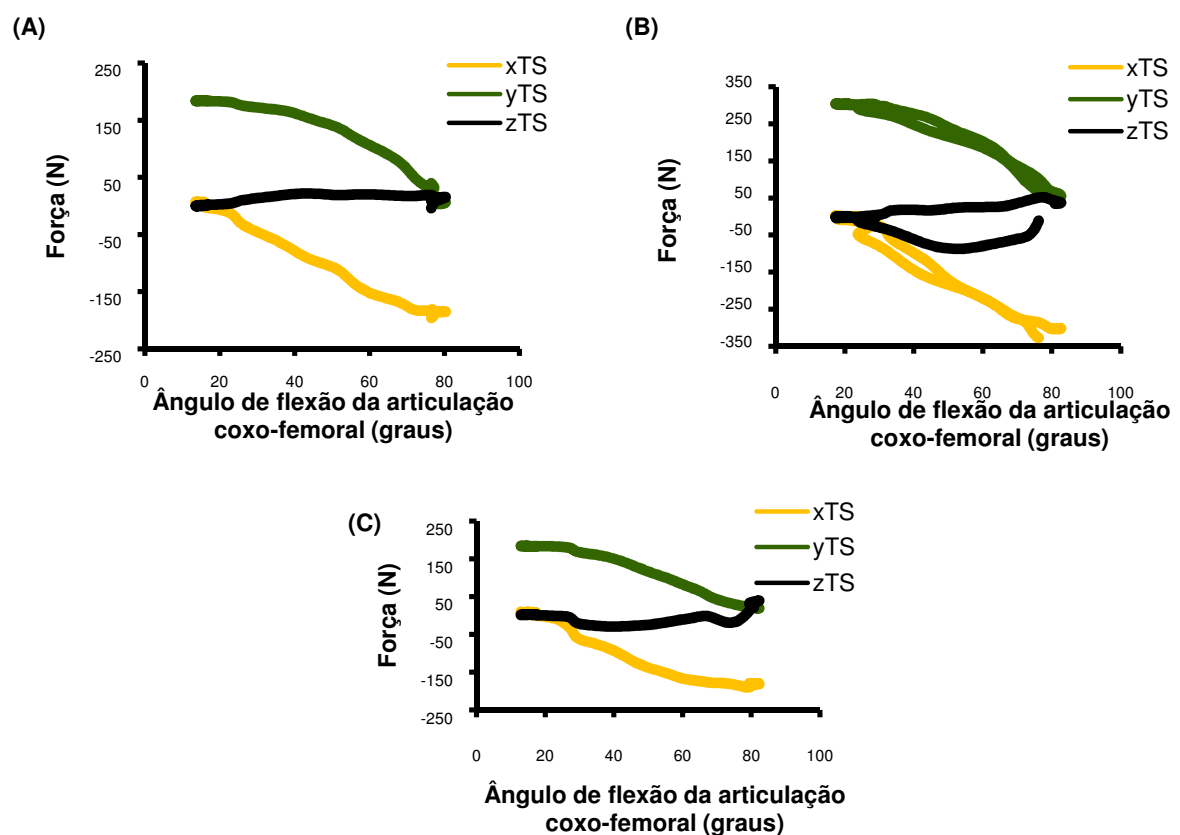 (A)
xTS
yTS
zTS
250
150
50
-50
-150
-250
0 20 40 60 80 100
Força (N)
Ângulo de flexão da articulação
coxo-femoral (graus)
(B)
xTS
yTS
zTS
350
250
150
50
-50
-150
-250
-350
0 20 40 60 80 100
Força (N)
Ângulo de flexão da articulação
coxo-femoral (graus)
(C)
xTS
yTS
zTS
250
150
50
-50
-150
-250
0 20 40 60 80 100
Força (N)
Ângulo de flexão da articulação
coxo-femoral (graus)